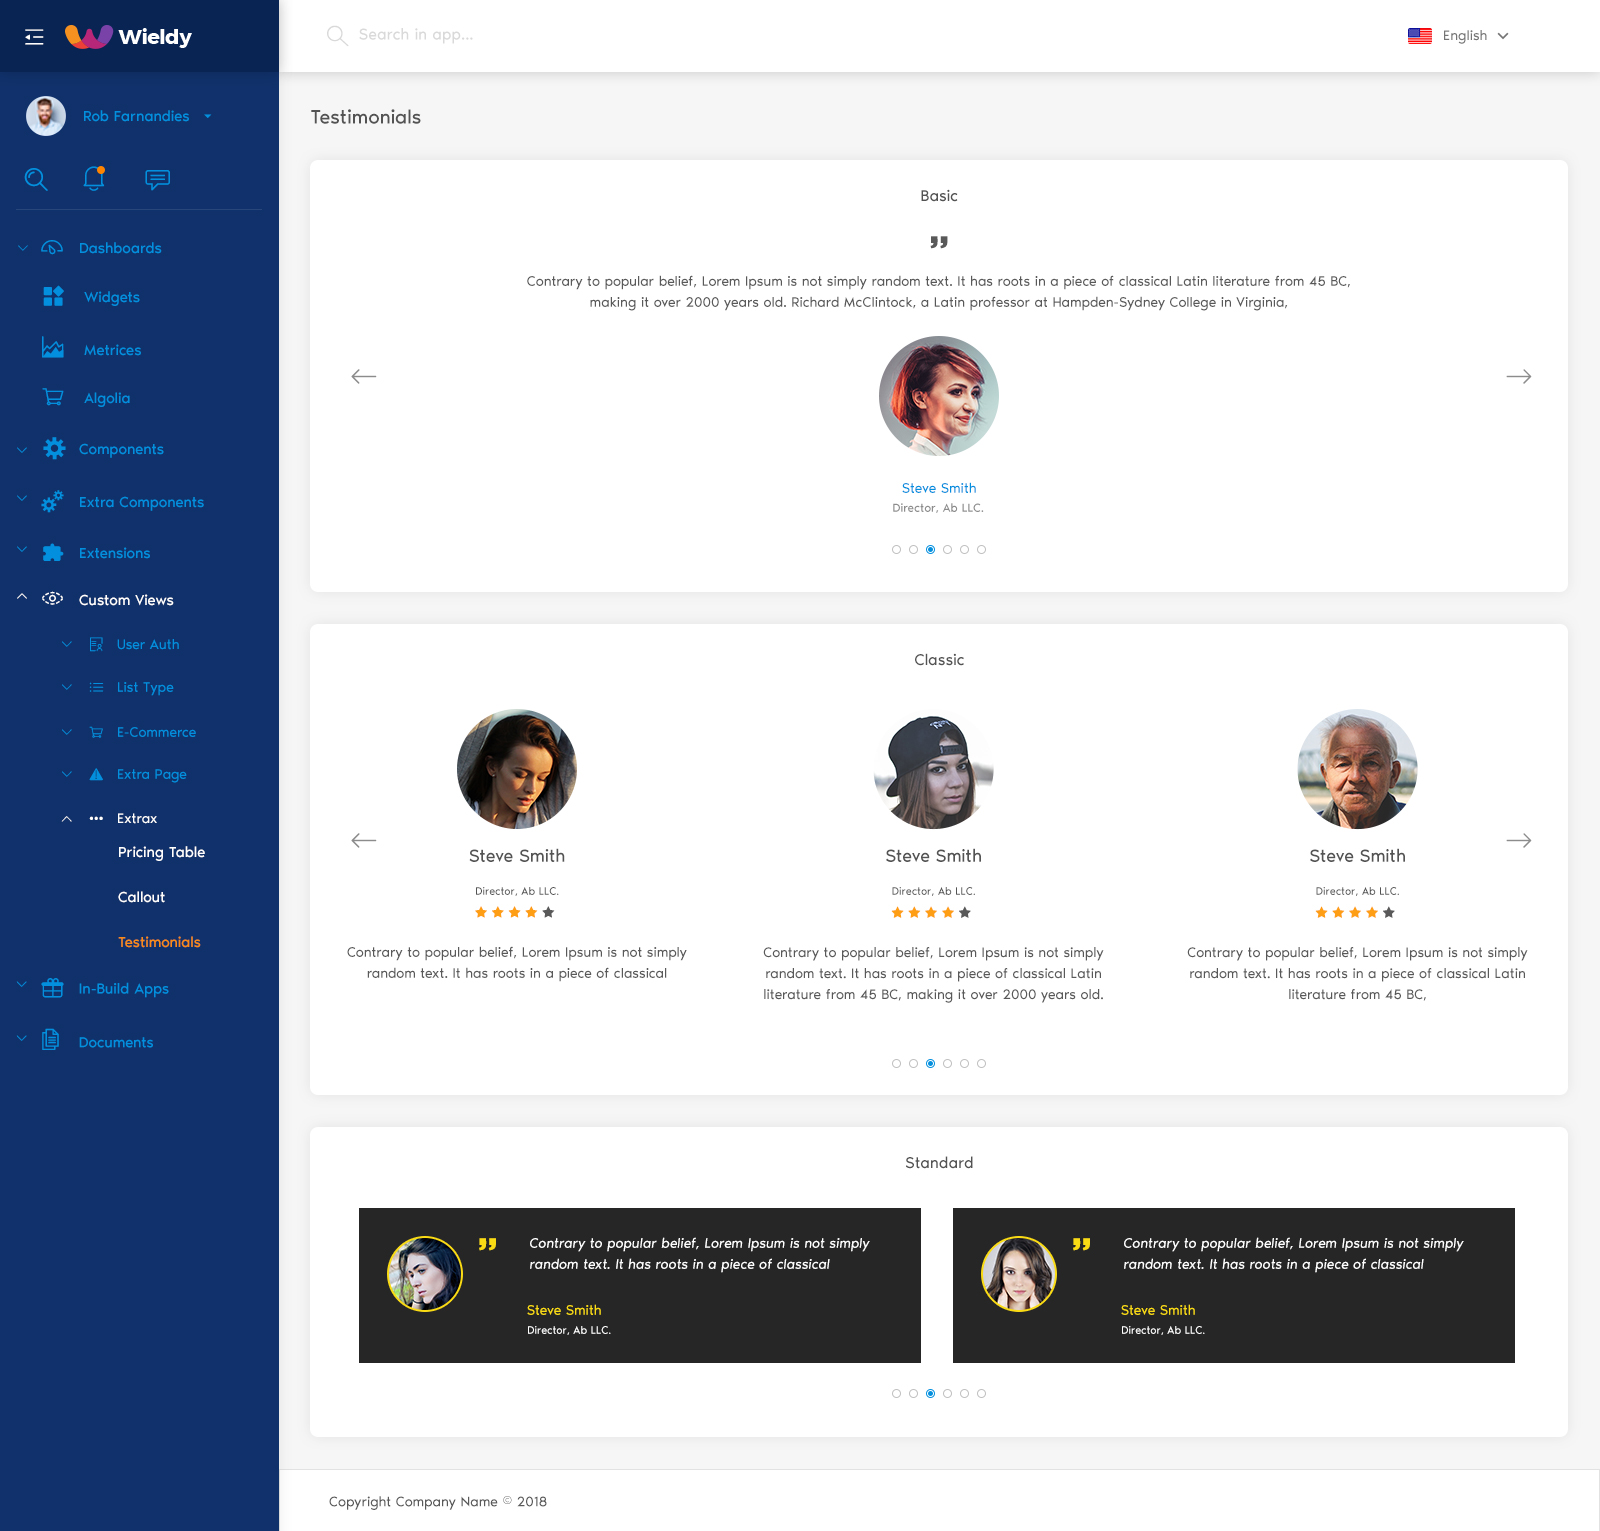 Wieldy
Search in app...
English
Rob Farnandies
Dashboards
Widgets
Metrices
Algolia
Components
Extra Components
Extensions
Custom Views
User Auth
List Type
E-Commerce
Extra Page
Extrax
Pricing Table
Callout
Testimonials
In-Build Apps
Documents
Testimonials
Basic
”
Contrary to popular belief, Lorem Ipsum is not simply random text. It has roots in a piece of classical Latin literature from 45 BC,
making it over 2000 years old. Richard McClintock, a Latin professor at Hampden-Sydney College in Virginia,
Steve Smith
Director, Ab LLC.
Classic
Steve Smith
Director, Ab LLC.
Contrary to popular belief, Lorem Ipsum is not simply
random text. It has roots in a piece of classical
Steve Smith
Director, Ab LLC.
Contrary to popular belief, Lorem Ipsum is not simply
random text. It has roots in a piece of classical Latin
literature from 45 BC, making it over 2000 years old.
Steve Smith
Director, Ab LLC.
Contrary to popular belief, Lorem Ipsum is not simply
random text. It has roots in a piece of classical Latin
literature from 45 BC,
Standard
”
Contrary to popular belief, Lorem Ipsum is not simply
random text. It has roots in a piece of classical
Steve Smith
Director, Ab LLC.
”
Contrary to popular belief, Lorem Ipsum is not simply
random text. It has roots in a piece of classical
Steve Smith
Director, Ab LLC.
Copyright Company Name © 2018